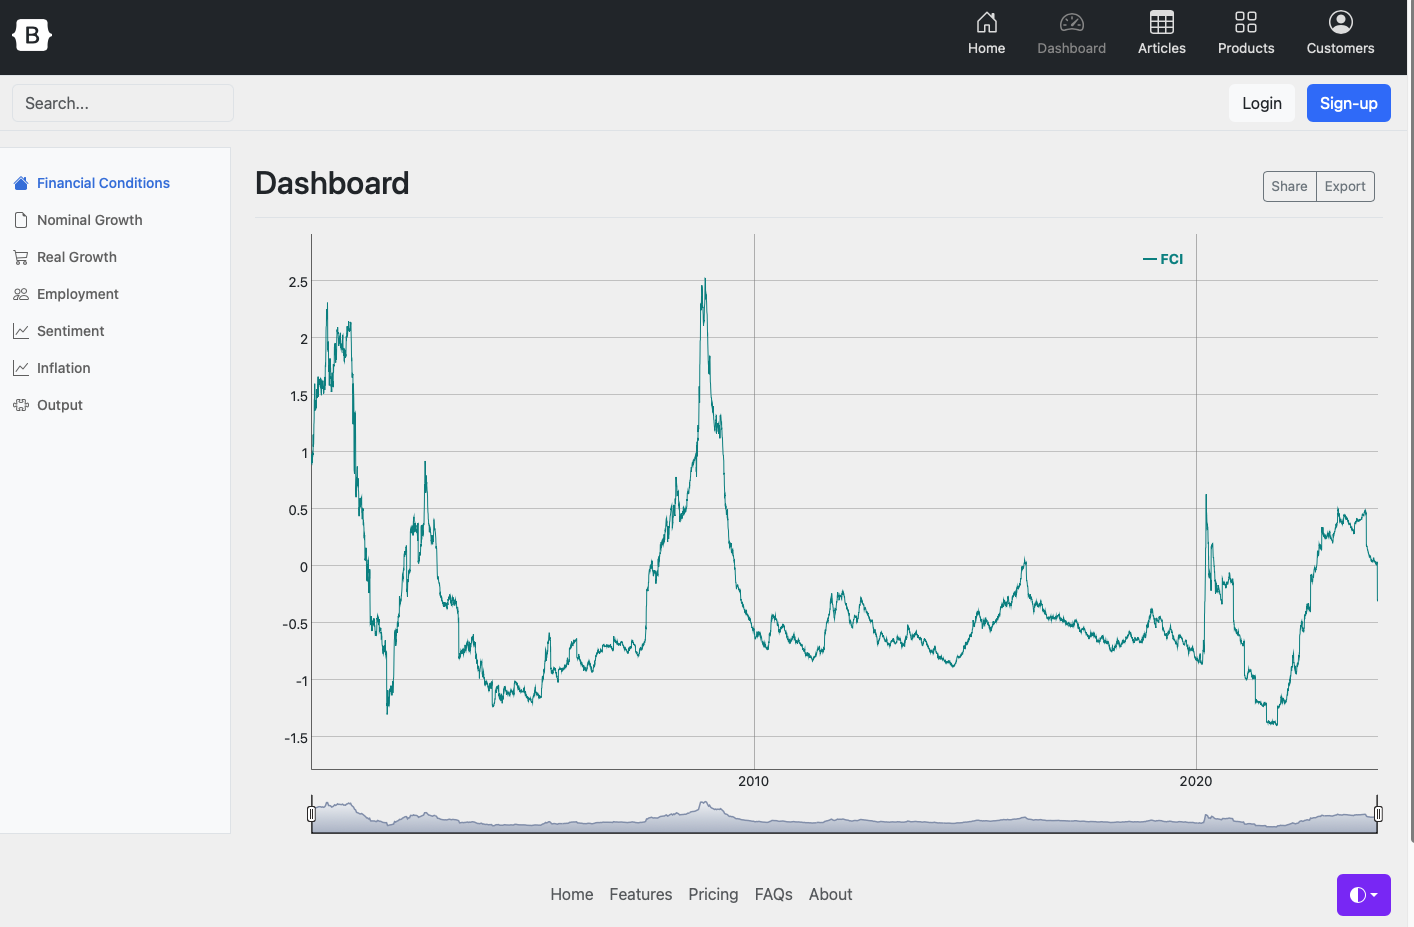 B
Home
Dashboard
Articles
Products
Customers
Search...
Login
Sign-up
Financial Conditions
Nominal Growth
Real Growth
Employment
Sentiment
Inflation
Output
Dashboard
Share
Export
FCI
2.5
2
1.5
1
0.5
0
-0.5
-1
-1.5
2010
2020
Home
Features
Pricing
FAQs
About